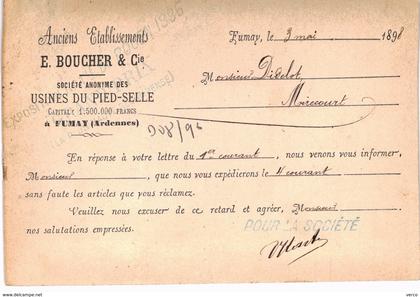 Anciens Etablissements
E. BOUCHER & Cie
SOCIÉTÉ ANONYME DES
USINES DU PIED-SELLE
CAPITAL: 1.500.000 FRANCS
à FUMAY (Ardennes)
Fumay, le 3 mai 1898
Monsieur Didelot,
Mirecourt
En réponse à votre lettre du 1er courant, nous venons vous informer,
Monsieur, que nous vous expédierons le 4 courant
sans faute les articles que vous réclamez.
Veuillez nous excuser de ce retard et agréer, Monsieur
nos salutations empressées.
POUR LA SOCIÉTÉ